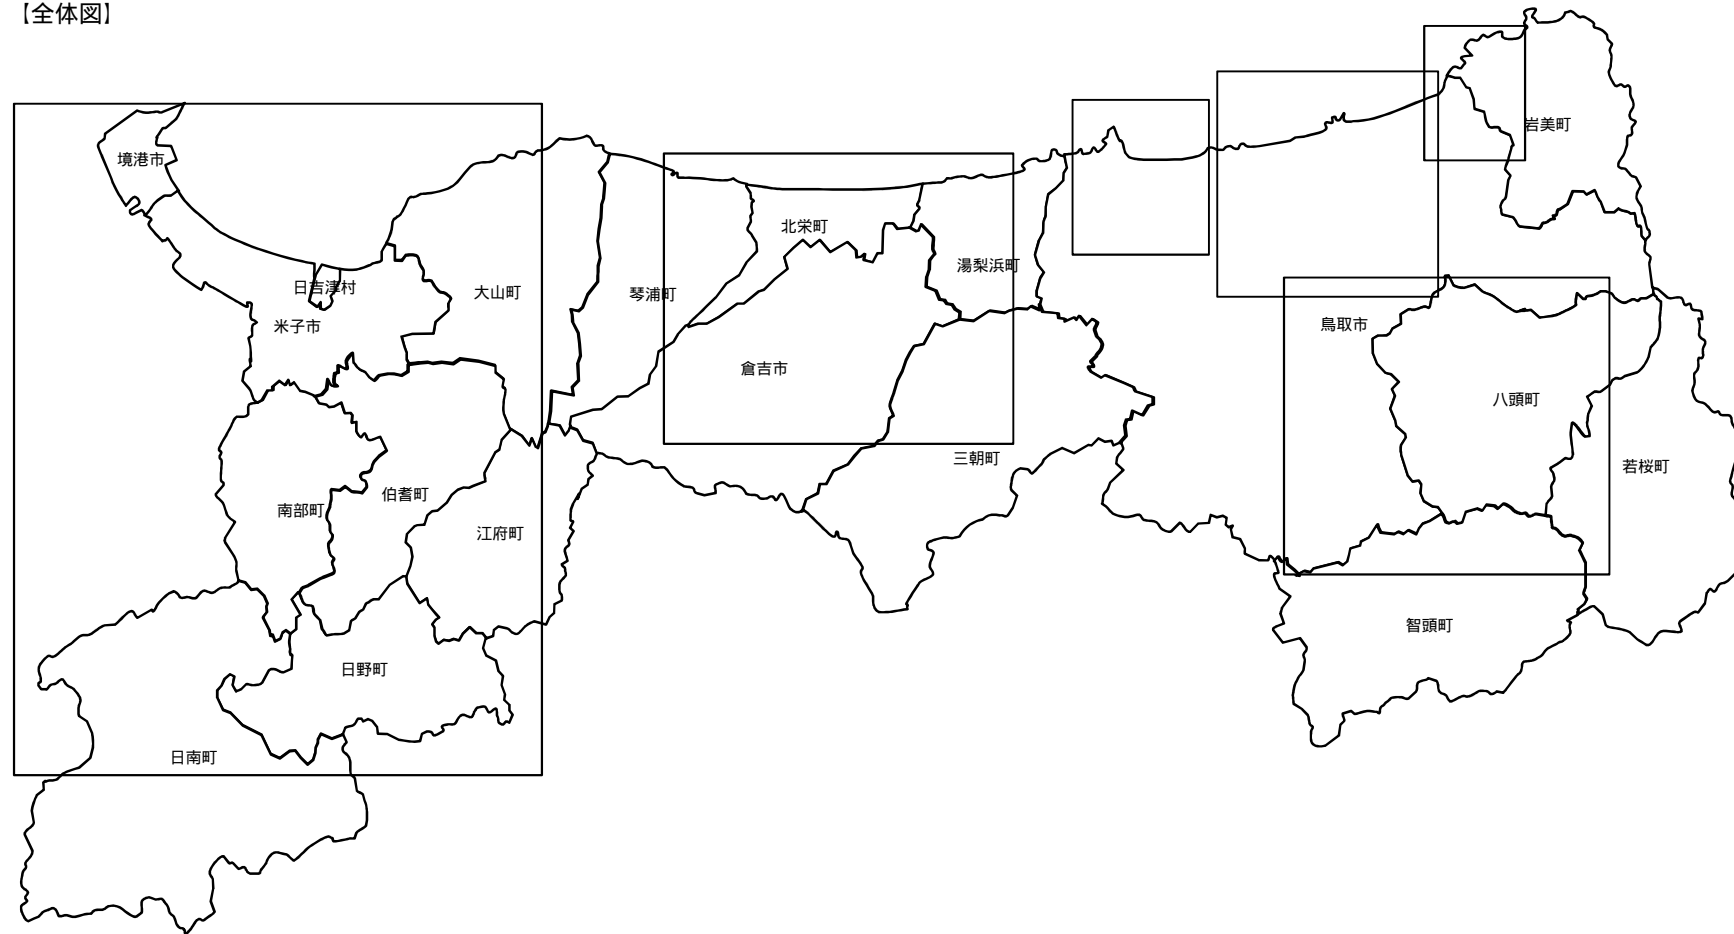 【全体図】
岩美町
境港市
北栄町
湯梨浜町
日吉津村
大山町
琴浦町
米子市
鳥取市
倉吉市
八頭町
三朝町
若桜町
伯耆町
南部町
江府町
智頭町
日野町
日南町